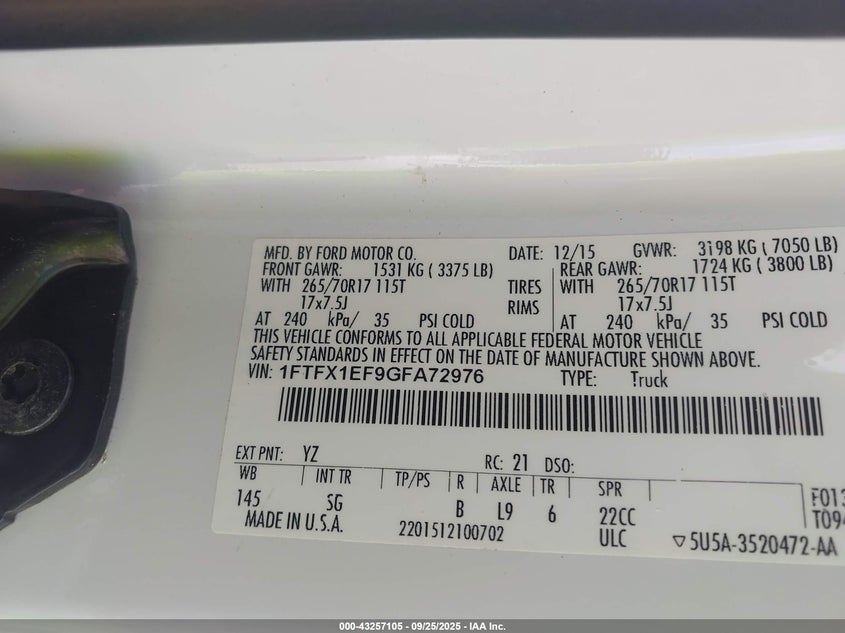 MFD. BY FORD MOTOR CO. DATE: 12/15 GVWR: 3198 KG ( 7050 LB)
FRONT GAWR: 1531 KG ( 3375 LB) REAR GAWR: 1724 KG ( 3800 LB)
WITH 265/70R17 115T TIRES WITH 265/70R17 115T
17x7.5J RIMS 17x7.5J
AT 240 kPa/ 35 PSI COLD AT 240 kPa/ 35 PSI COLD
THIS VEHICLE CONFORMS TO ALL APPLICABLE FEDERAL MOTOR VEHICLE
SAFETY STANDARDS IN EFFECT ON THE DATE OF MANUFACTURE SHOWN ABOVE.
VIN: 1FTFX1EF9GFA72976 TYPE: Truck
EXT PNT: YZ RC: 21 DSO:
WB INT TR TP/PS R AXLE TR SPR
145 SG B L9 6 22CC F013
MADE IN U.S.A. 2201512100702 ULC T094
▽5U5A-3520472-AA
000-43257105 - 09/25/2025 - IAA Inc.